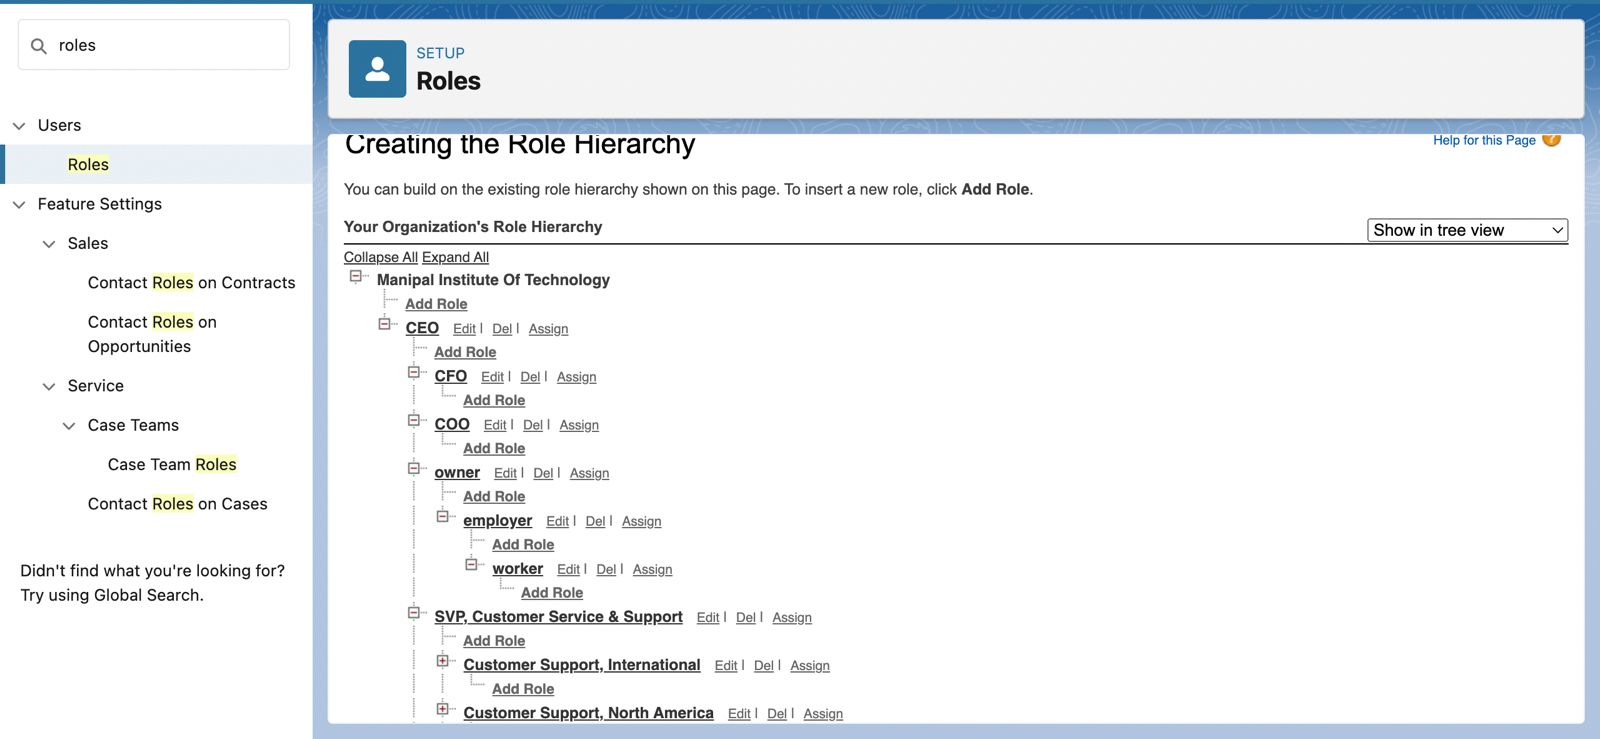 roles
Users
Roles
Feature Settings
Sales
Contact Roles on Contracts
Contact Roles on
Opportunities
Service
Case Teams
Case Team Roles
Contact Roles on Cases
Didn't find what you're looking for?
Try using Global Search.
SETUP
Roles
Creating the Role Hierarchy
Help for this Page ?
You can build on the existing role hierarchy shown on this page. To insert a new role, click Add Role.
Your Organization's Role Hierarchy
Show in tree view
Collapse All Expand All
Manipal Institute Of Technology
Add Role
CEO Edit | Del | Assign
Add Role
CFO Edit | Del | Assign
Add Role
COO Edit | Del | Assign
Add Role
owner Edit | Del | Assign
Add Role
employer Edit | Del | Assign
Add Role
worker Edit | Del | Assign
Add Role
SVP, Customer Service & Support Edit | Del | Assign
Add Role
Customer Support, International Edit | Del | Assign
Add Role
Customer Support, North America Edit | Del | Assign